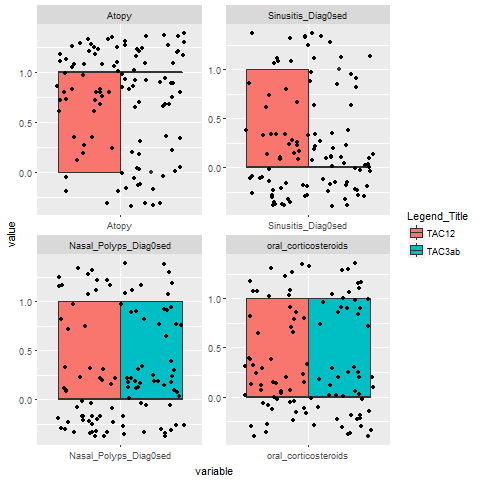 Atopy
Sinusitis_Diag0sed
1.0
0.5
0.0
1.0
0.5
0.0
Atopy
Sinusitis_Diag0sed
Nasal_Polyps_Diag0sed
oral_corticosteroids
1.0
0.5
0.0
1.0
0.5
0.0
Nasal_Polyps_Diag0sed
oral_corticosteroids
value
variable
Legend_Title
TAC12
TAC3ab